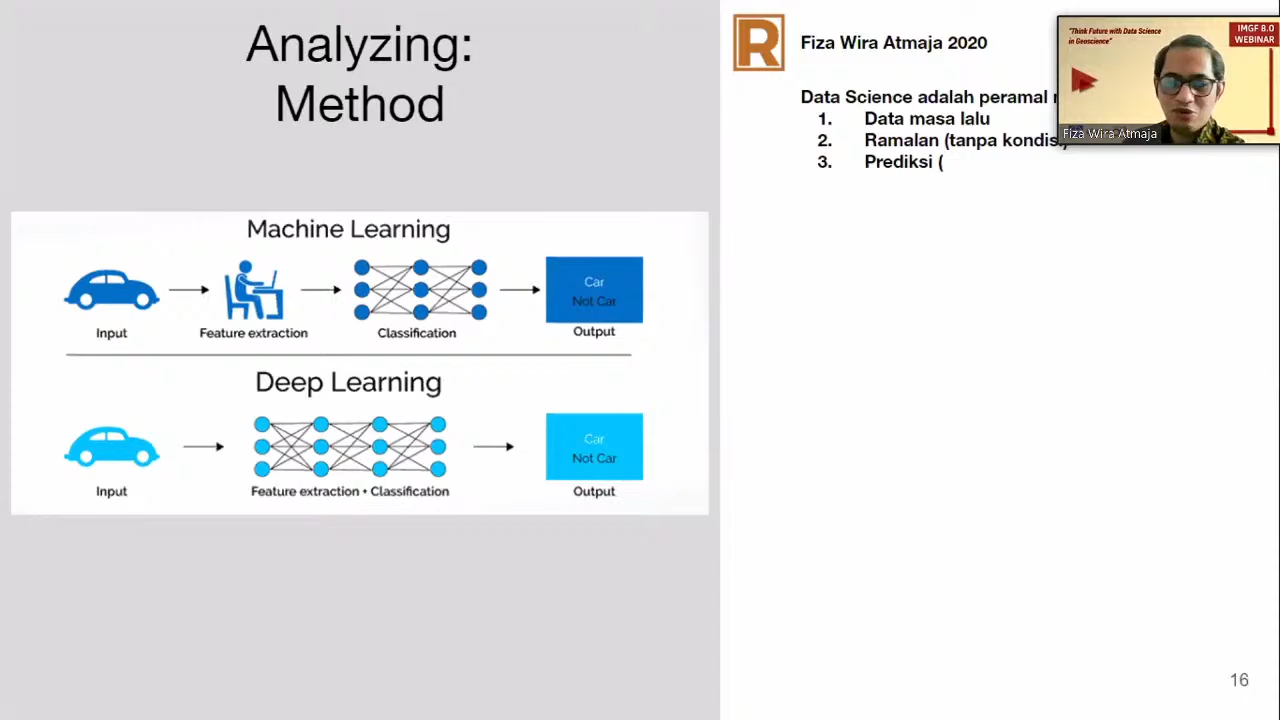 Analyzing:
Method
Machine Learning
Input
Feature extraction
Classification
Car
Not Car
Output
Deep Learning
Input
Feature extraction + Classification
Car
Not Car
Output
R
Fiza Wira Atmaja 2020
Data Science adalah peramal
1. Data masa lalu
2. Ramalan (tanpa kondisi)
3. Prediksi (
"Think Future with Data Science
in Geoscience"
IMGF 8.0
WEBINAR
Fiza Wira Atmaja
16